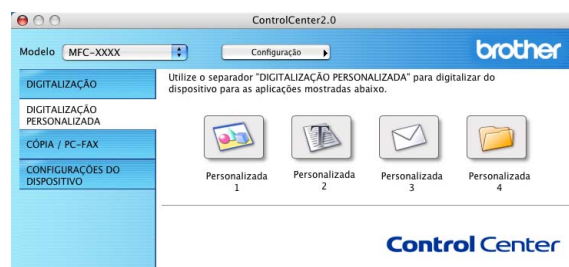 ControlCenter2.0
Modelo MFC-XXXX Configuração brother
DIGITALIZAÇÃO
DIGITALIZAÇÃO
PERSONALIZADA
CÓPIA / PC-FAX
CONFIGURAÇÕES DO
DISPOSITIVO
Utilize o separador "DIGITALIZAÇÃO PERSONALIZADA" para digitalizar do
dispositivo para as aplicações mostradas abaixo.
Personalizada
1
Personalizada
2
Personalizada
3
Personalizada
4
Control Center